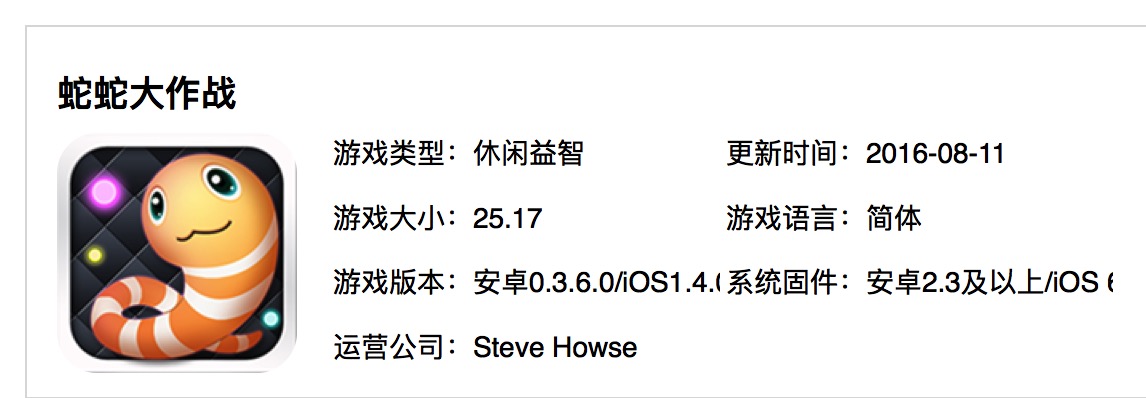 蛇蛇大作战
游戏类型：休闲益智 更新时间：2016-08-11
游戏大小：25.17 游戏语言：简体
游戏版本：安卓0.3.6.0/iOS1.4. 系统固件：安卓2.3及以上/iOS
运营公司：Steve Howse